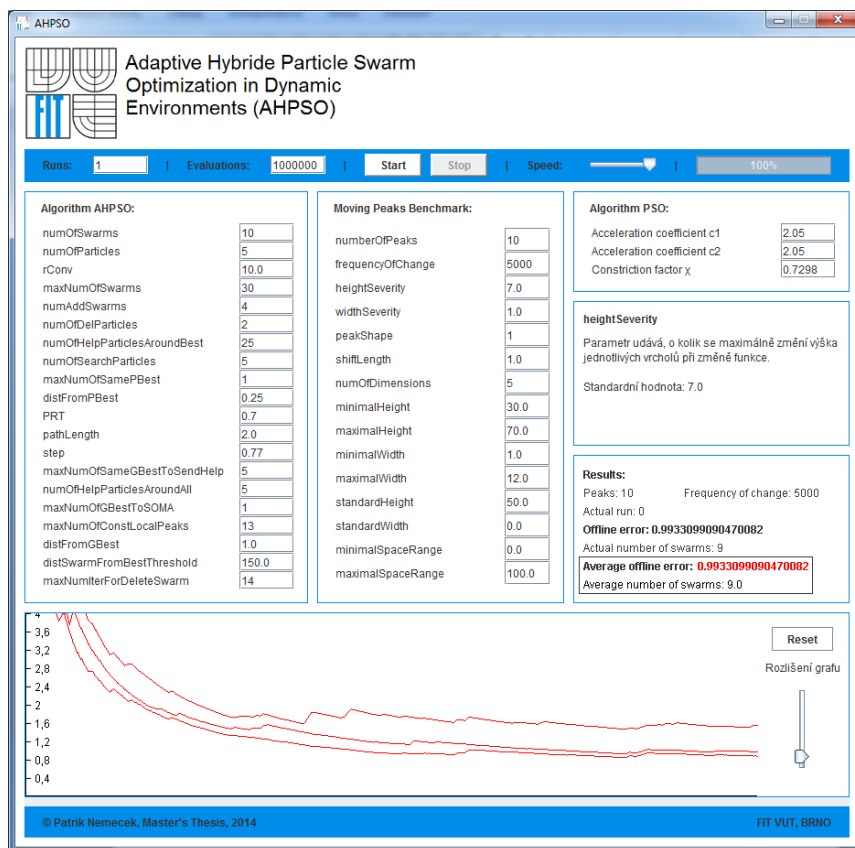 AHPSO
FIT
Adaptive Hybride Particle Swarm
Optimization in Dynamic
Environments (AHPSO)
Runs: 1 | Evaluations: 1000000 | Start Stop | Speed: | 100%
Algorithm AHPSO:
numOfSwarms 10
numOfParticles 5
rConv 10.0
maxNumOfSwarms 30
numAddSwarms 4
numOfDelParticles 2
numOfHelpParticlesAroundBest 25
numOfSearchParticles 5
maxNumOfSamePBest 1
distFromPBest 0.25
PRT 0.7
pathLength 2.0
step 0.77
maxNumOfSameGBestToSendHelp 5
numOfHelpParticlesAroundAll 5
maxNumOfGBestToSOMA 1
maxNumOfConstLocalPeaks 13
distFromGBest 1.0
distSwarmFromBestThreshold 150.0
maxNumIterForDeleteSwarm 14
Moving Peaks Benchmark:
numberOfPeaks 10
frequencyOfChange 5000
heightSeverity 7.0
widthSeverity 1.0
peakShape 1
shiftLength 1.0
numOfDimensions 5
minimalHeight 30.0
maximalHeight 70.0
minimalWidth 1.0
maximalWidth 12.0
standardHeight 50.0
standardWidth 0.0
minimalSpaceRange 0.0
maximalSpaceRange 100.0
Algorithm PSO:
Acceleration coefficient c1 2.05
Acceleration coefficient c2 2.05
Constriction factor χ 0.7298
heightSeverity
Parametr udává, o kolik se maximálně změní výška
jednotlivých vrcholů při změně funkce.
Standardní hodnota: 7.0
Results:
Peaks: 10 Frequency of change: 5000
Actual run: 0
Offline error: 0.9933099090470082
Actual number of swarms: 9
Average offline error: 0.9933099090470082
Average number of swarms: 9.0
4
3,6
3,2
2,8
2,4
2
1,6
1,2
0,8
0,4
Reset
Rozlišení grafu
© Patrik Nemecek, Master's Thesis, 2014
FIT VUT, BRNO